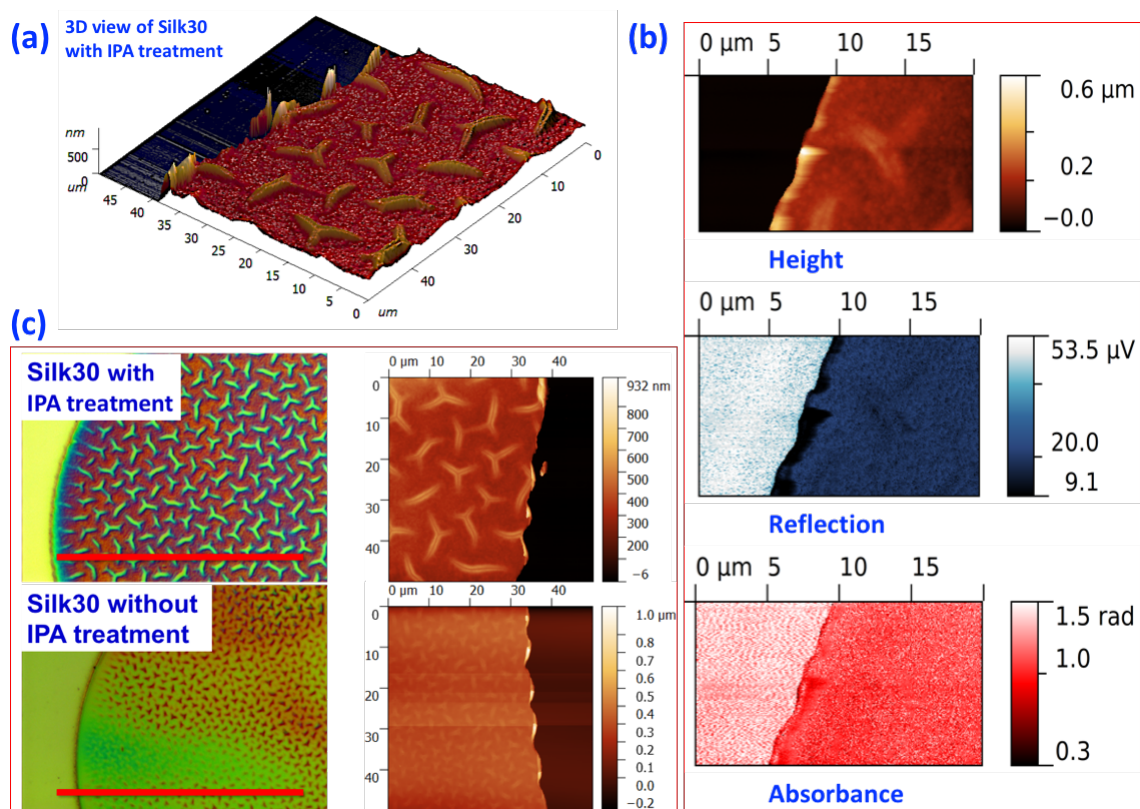 (a)
3D view of Silk30
with IPA treatment
nm
500
0
um
45
40
35
30
25
20
15
10
5
0
um
40
30
20
10
0
(b)
0 µm 5 10 15
0.6 µm
0.2
−0.0
Height
0 µm 5 10 15
53.5 µV
20.0
9.1
Reflection
0 µm 5 10 15
1.5 rad
1.0
0.3
Absorbance
(c)
Silk30 with
IPA treatment
0 µm 10 20 30 40
0
10
20
30
40
932 nm
800
700
600
500
400
300
200
−6
Silk30 without
IPA treatment
0 µm 10 20 30 40
0
10
20
30
40
1.0 µm
0.8
0.7
0.6
0.5
0.4
0.3
0.2
0.1
0.0
−0.2